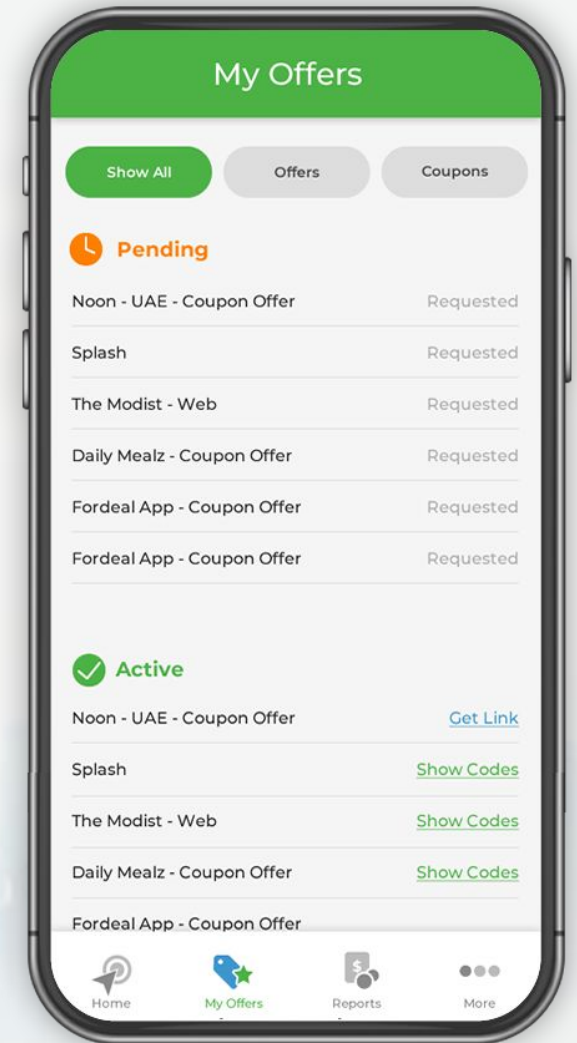 My Offers
Show All Offers Coupons
Pending
Noon - UAE - Coupon Offer Requested
Splash Requested
The Modist - Web Requested
Daily Mealz - Coupon Offer Requested
Fordeal App - Coupon Offer Requested
Fordeal App - Coupon Offer Requested
Active
Noon - UAE - Coupon Offer Get Link
Splash Show Codes
The Modist - Web Show Codes
Daily Mealz - Coupon Offer Show Codes
Fordeal App - Coupon Offer
$
Home My Offers Reports More